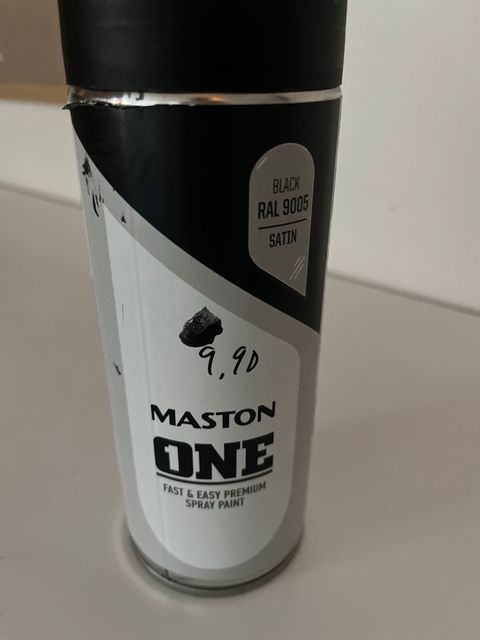 BLACK
RAL 9005
SATIN
9,90
MASTON
ONE
FAST & EASY PREMIUM
SPRAY PAINT